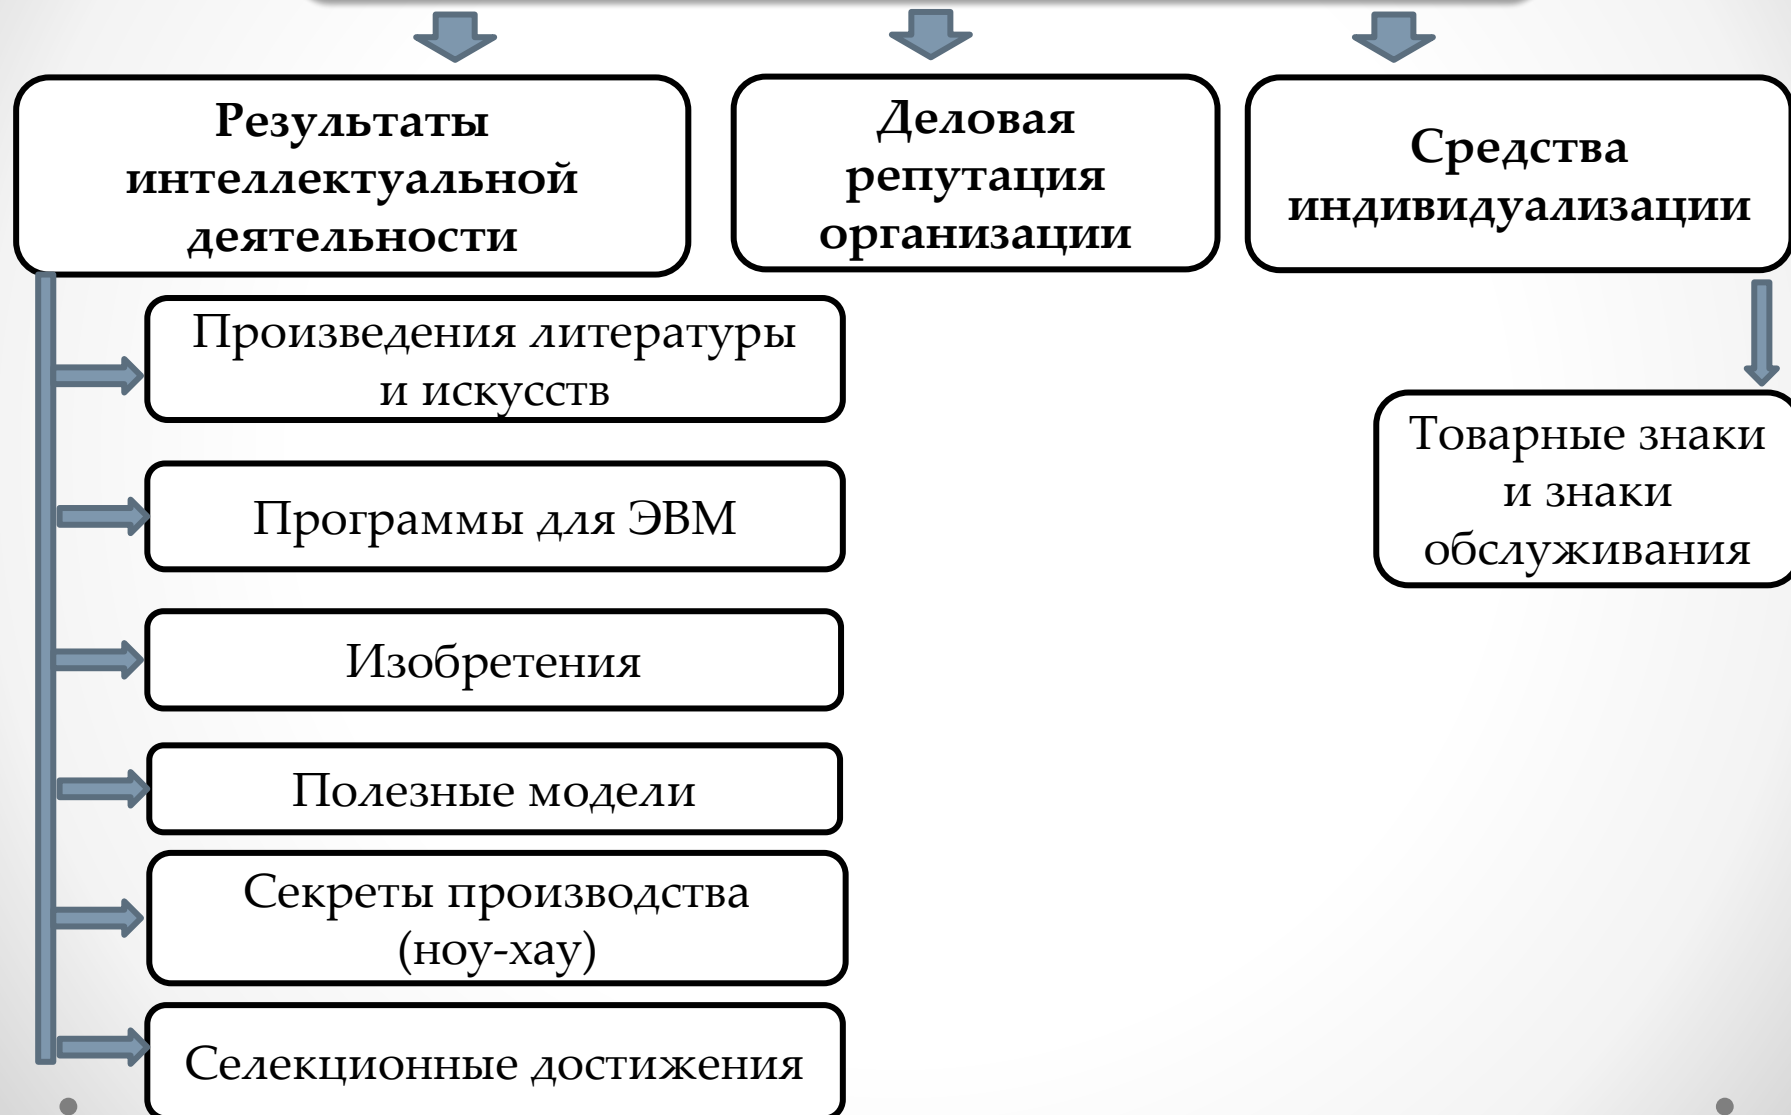 Результаты
интеллектуальной
деятельности
Деловая
репутация
организации
Средства
индивидуализации
Произведения литературы
и искусств
Программы для ЭВМ
Изобретения
Полезные модели
Секреты производства
(ноу-хау)
Селекционные достижения
Товарные знаки
и знаки
обслуживания